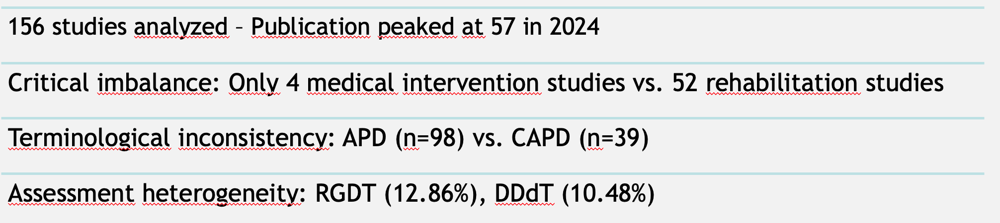 156 studies analyzed – Publication peaked at 57 in 2024
Critical imbalance: Only 4 medical intervention studies vs. 52 rehabilitation studies
Terminological inconsistency: APD (n=98) vs. CAPD (n=39)
Assessment heterogeneity: RGDT (12.86%), DDdT (10.48%)